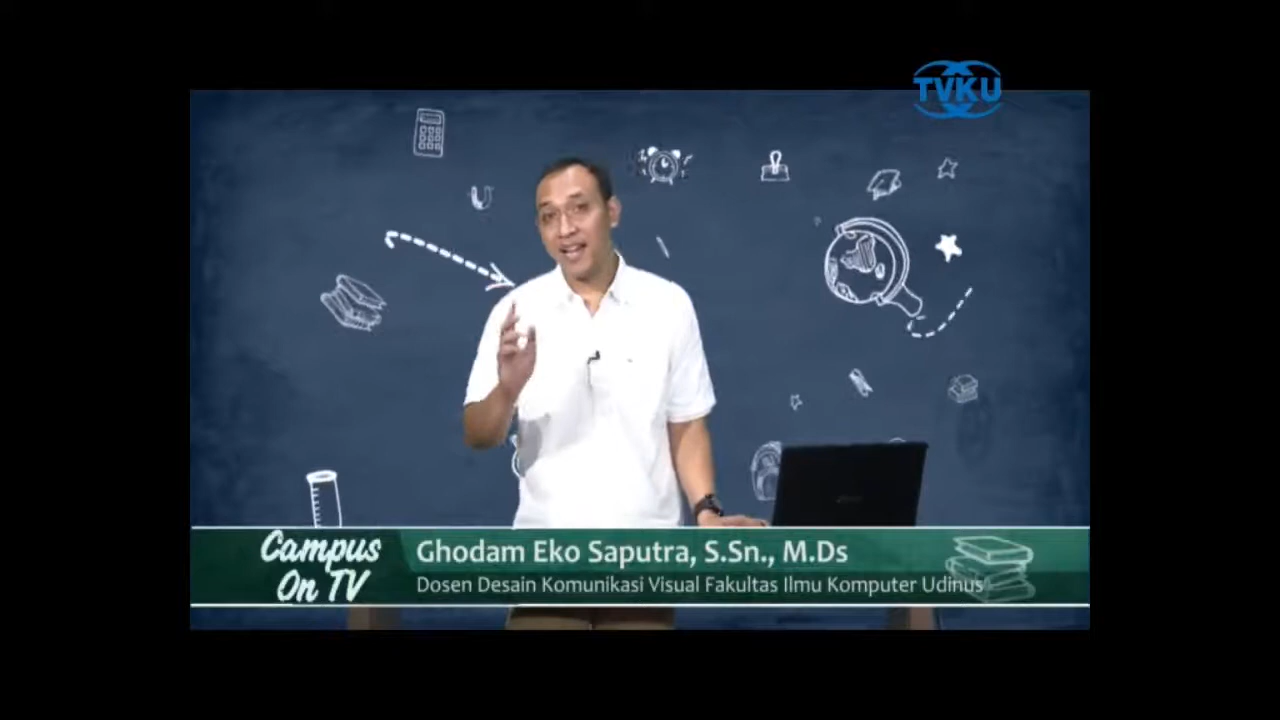 TVKU
Campus
On TV
Ghodam Eko Saputra, S.Sn., M.Ds
Dosen Desain Komunikasi Visual Fakultas Ilmu Komputer Udinus